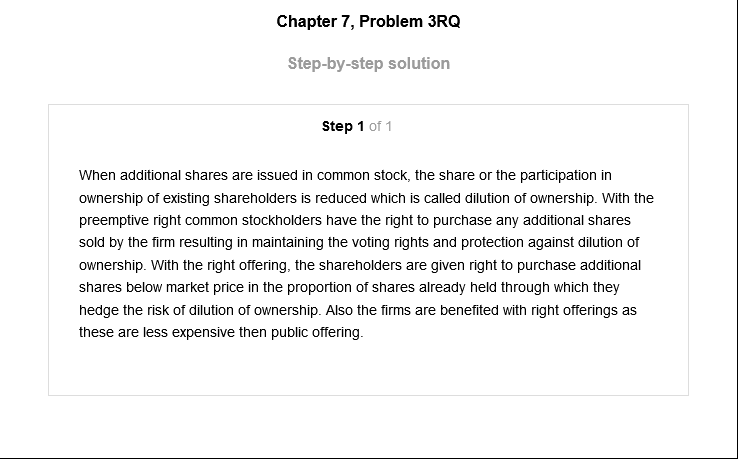 Chapter 7, Problem 3RQ
Step-by-step solution
Step 1 of 1
When additional shares are issued in common stock, the share or the participation in
ownership of existing shareholders is reduced which is called dilution of ownership. With the
preemptive right common stockholders have the right to purchase any additional shares
sold by the firm resulting in maintaining the voting rights and protection against dilution of
ownership. With the right offering, the shareholders are given right to purchase additional
shares below market price in the proportion of shares already held through which they
hedge the risk of dilution of ownership. Also the firms are benefited with right offerings as
these are less expensive then public offering.